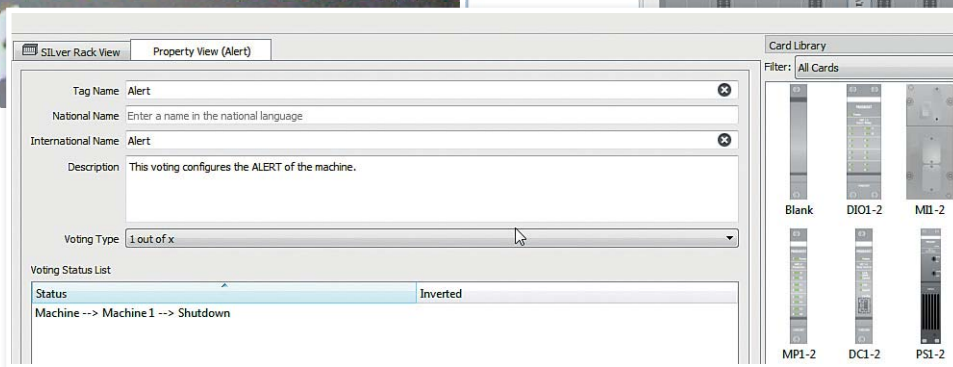 SILver Rack View
Property View (Alert)
Card Library
Filter: All Cards
Tag Name Alert
National Name Enter a name in the national language
International Name Alert
Description This voting configures the ALERT of the machine.
Voting Type 1 out of x
Voting Status List
Status Inverted
Machine --> Machine 1 --> Shutdown
Blank DIO1-2 MI1-2
MP1-2 DC1-2 PS1-2